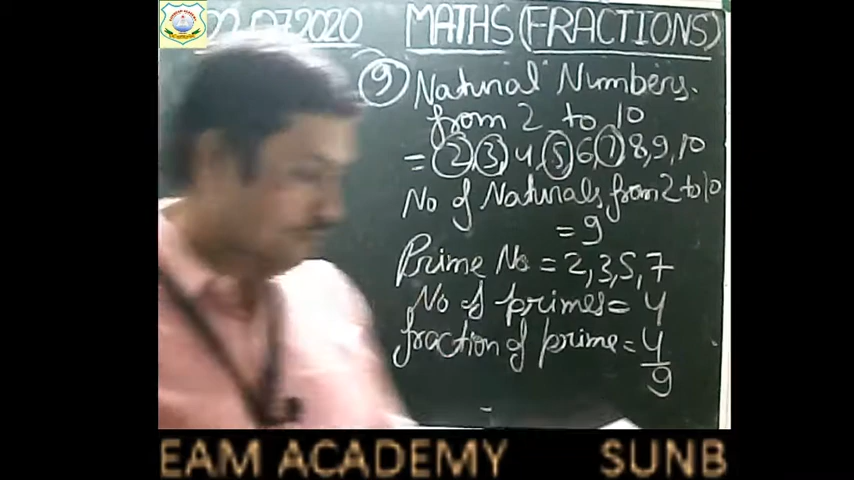 2020 MATHS (FRACTIONS)
9 Natural Numbers.
from 2 to 10
= 2, 3, 4, 5, 6, 7, 8, 9, 10
No of Naturals from 2 to 10
= 9
Prime No = 2, 3, 5, 7
No of primes = 4
fraction of prime = 4
9
EAM ACADEMY SUNB